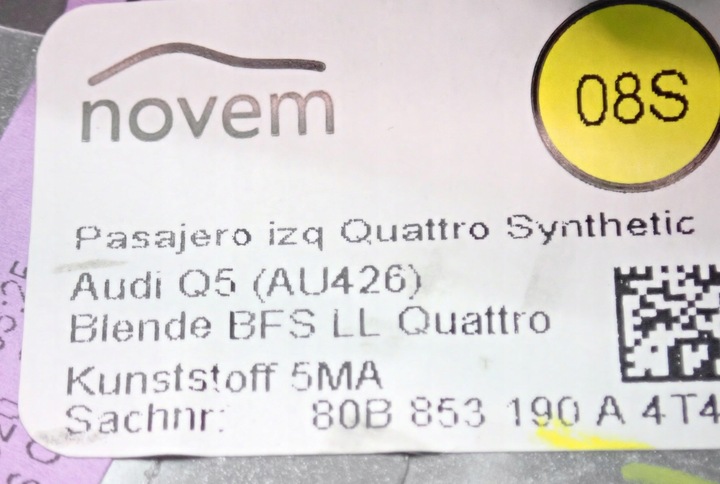 novem
08S
Pasajero izq Quattro Synthetic
Audi Q5 (AU426)
Blende BFS LL Quattro
Kunststoff 5MA
Sachnr: 80B 853 190 A 4T4